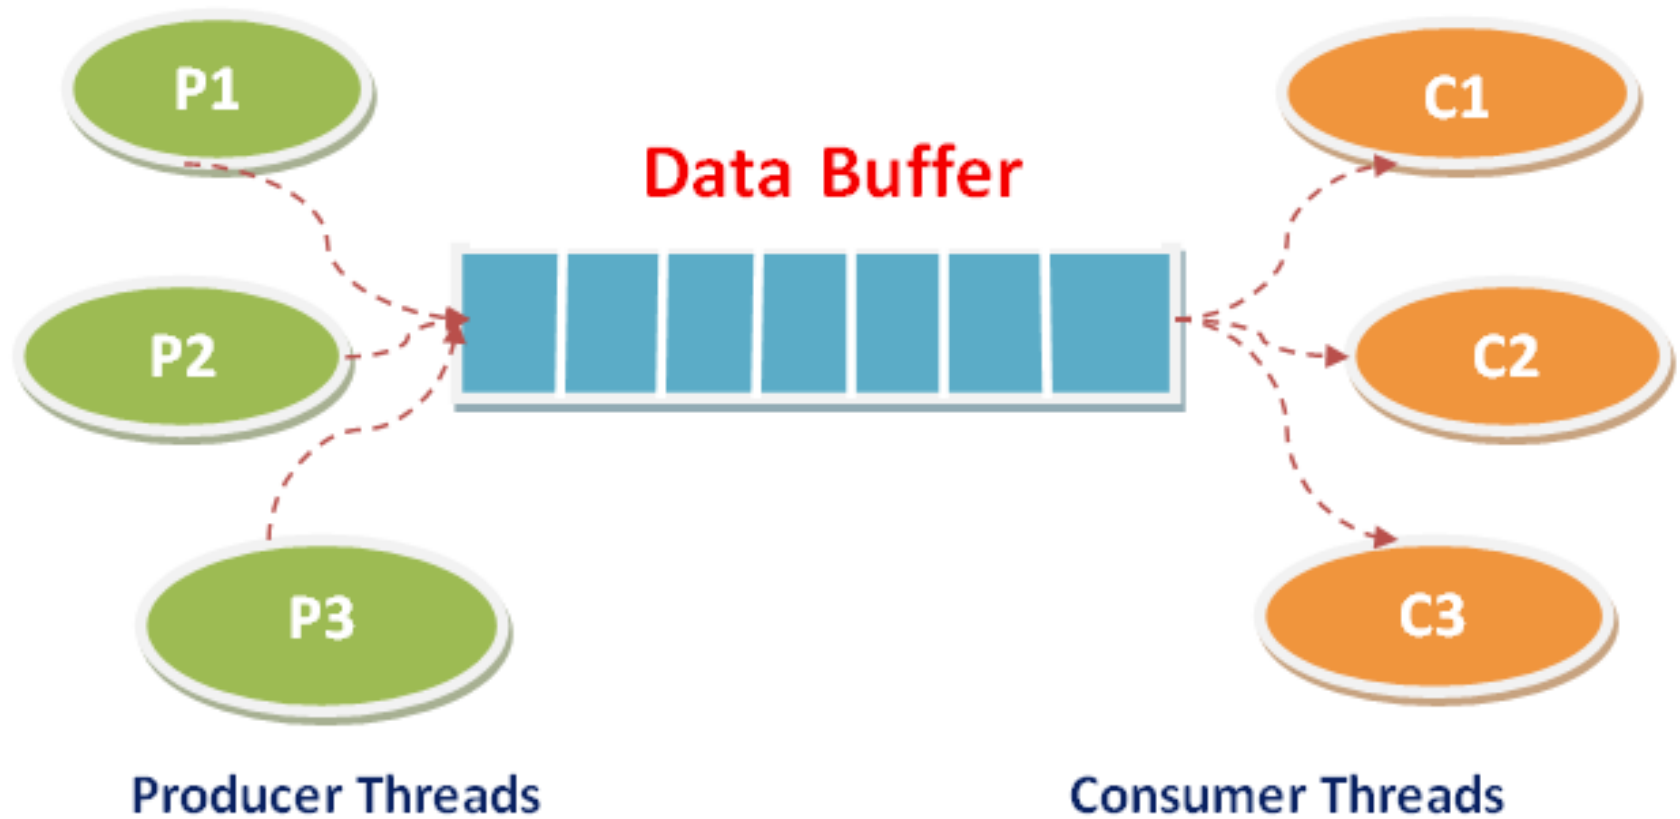 P1
C1
Data Buffer
P2
C2
P3
C3
Producer Threads
Consumer Threads